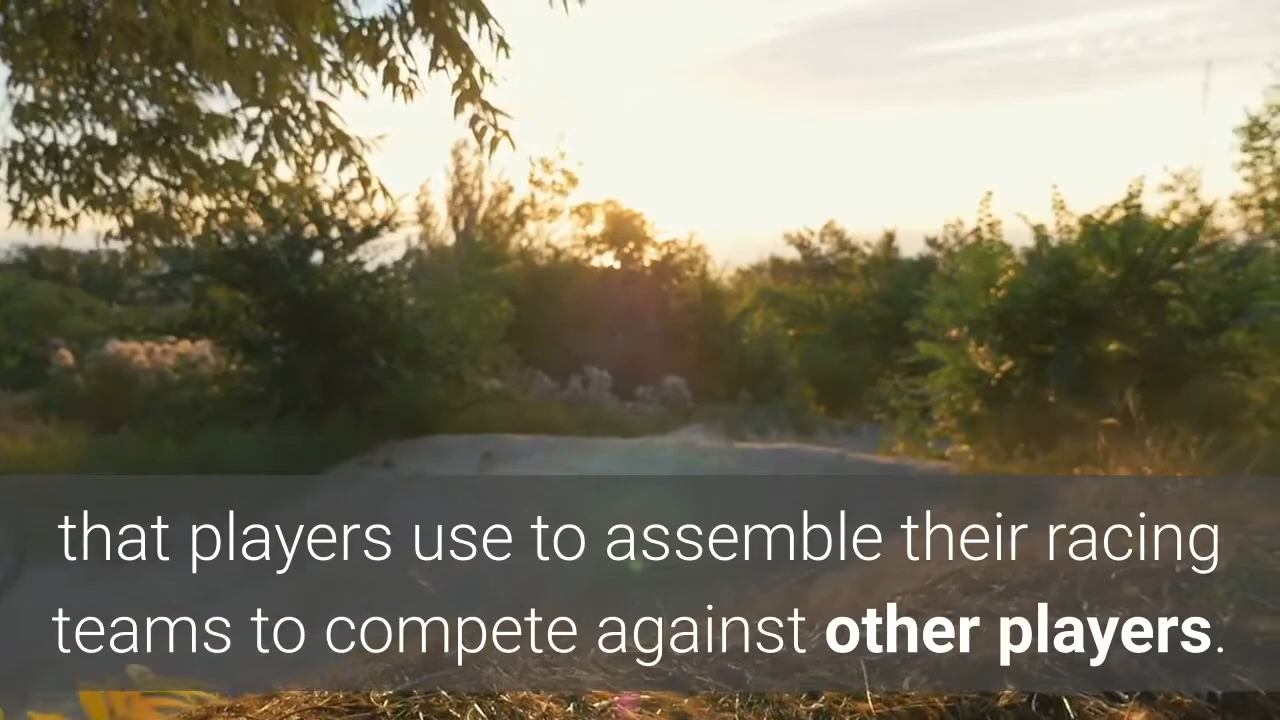 that players use to assemble their racing
teams to compete against other players.